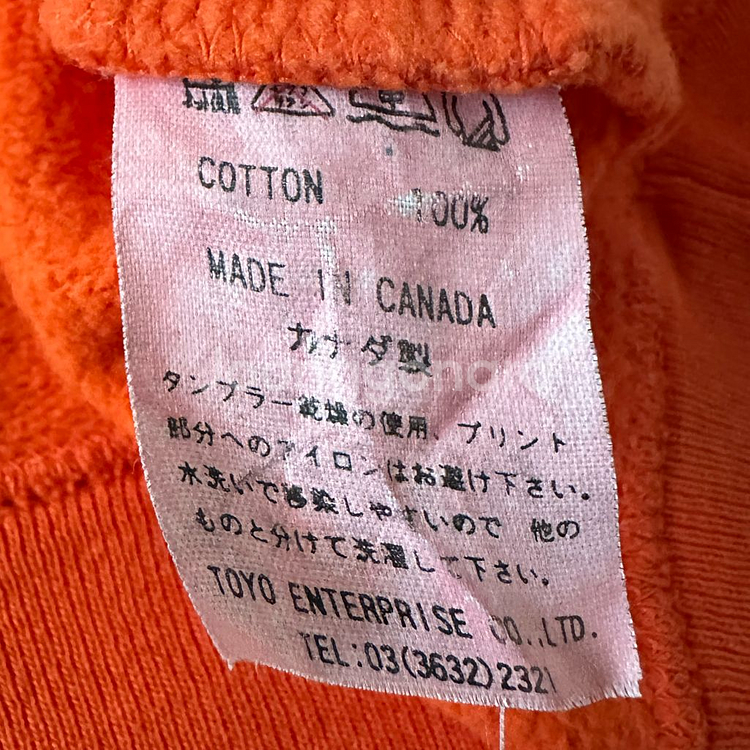 COTTON 100%
MADE IN CANADA
カナダ製
タンブラー乾燥の使用、プリント
部分へのアイロンはお避け下さい。
水洗いでも移染しやすいので 他の
ものと分けて洗濯して下さい。
TOYO ENTERPRISE CO.,LTD.
TEL:03(3632)2321